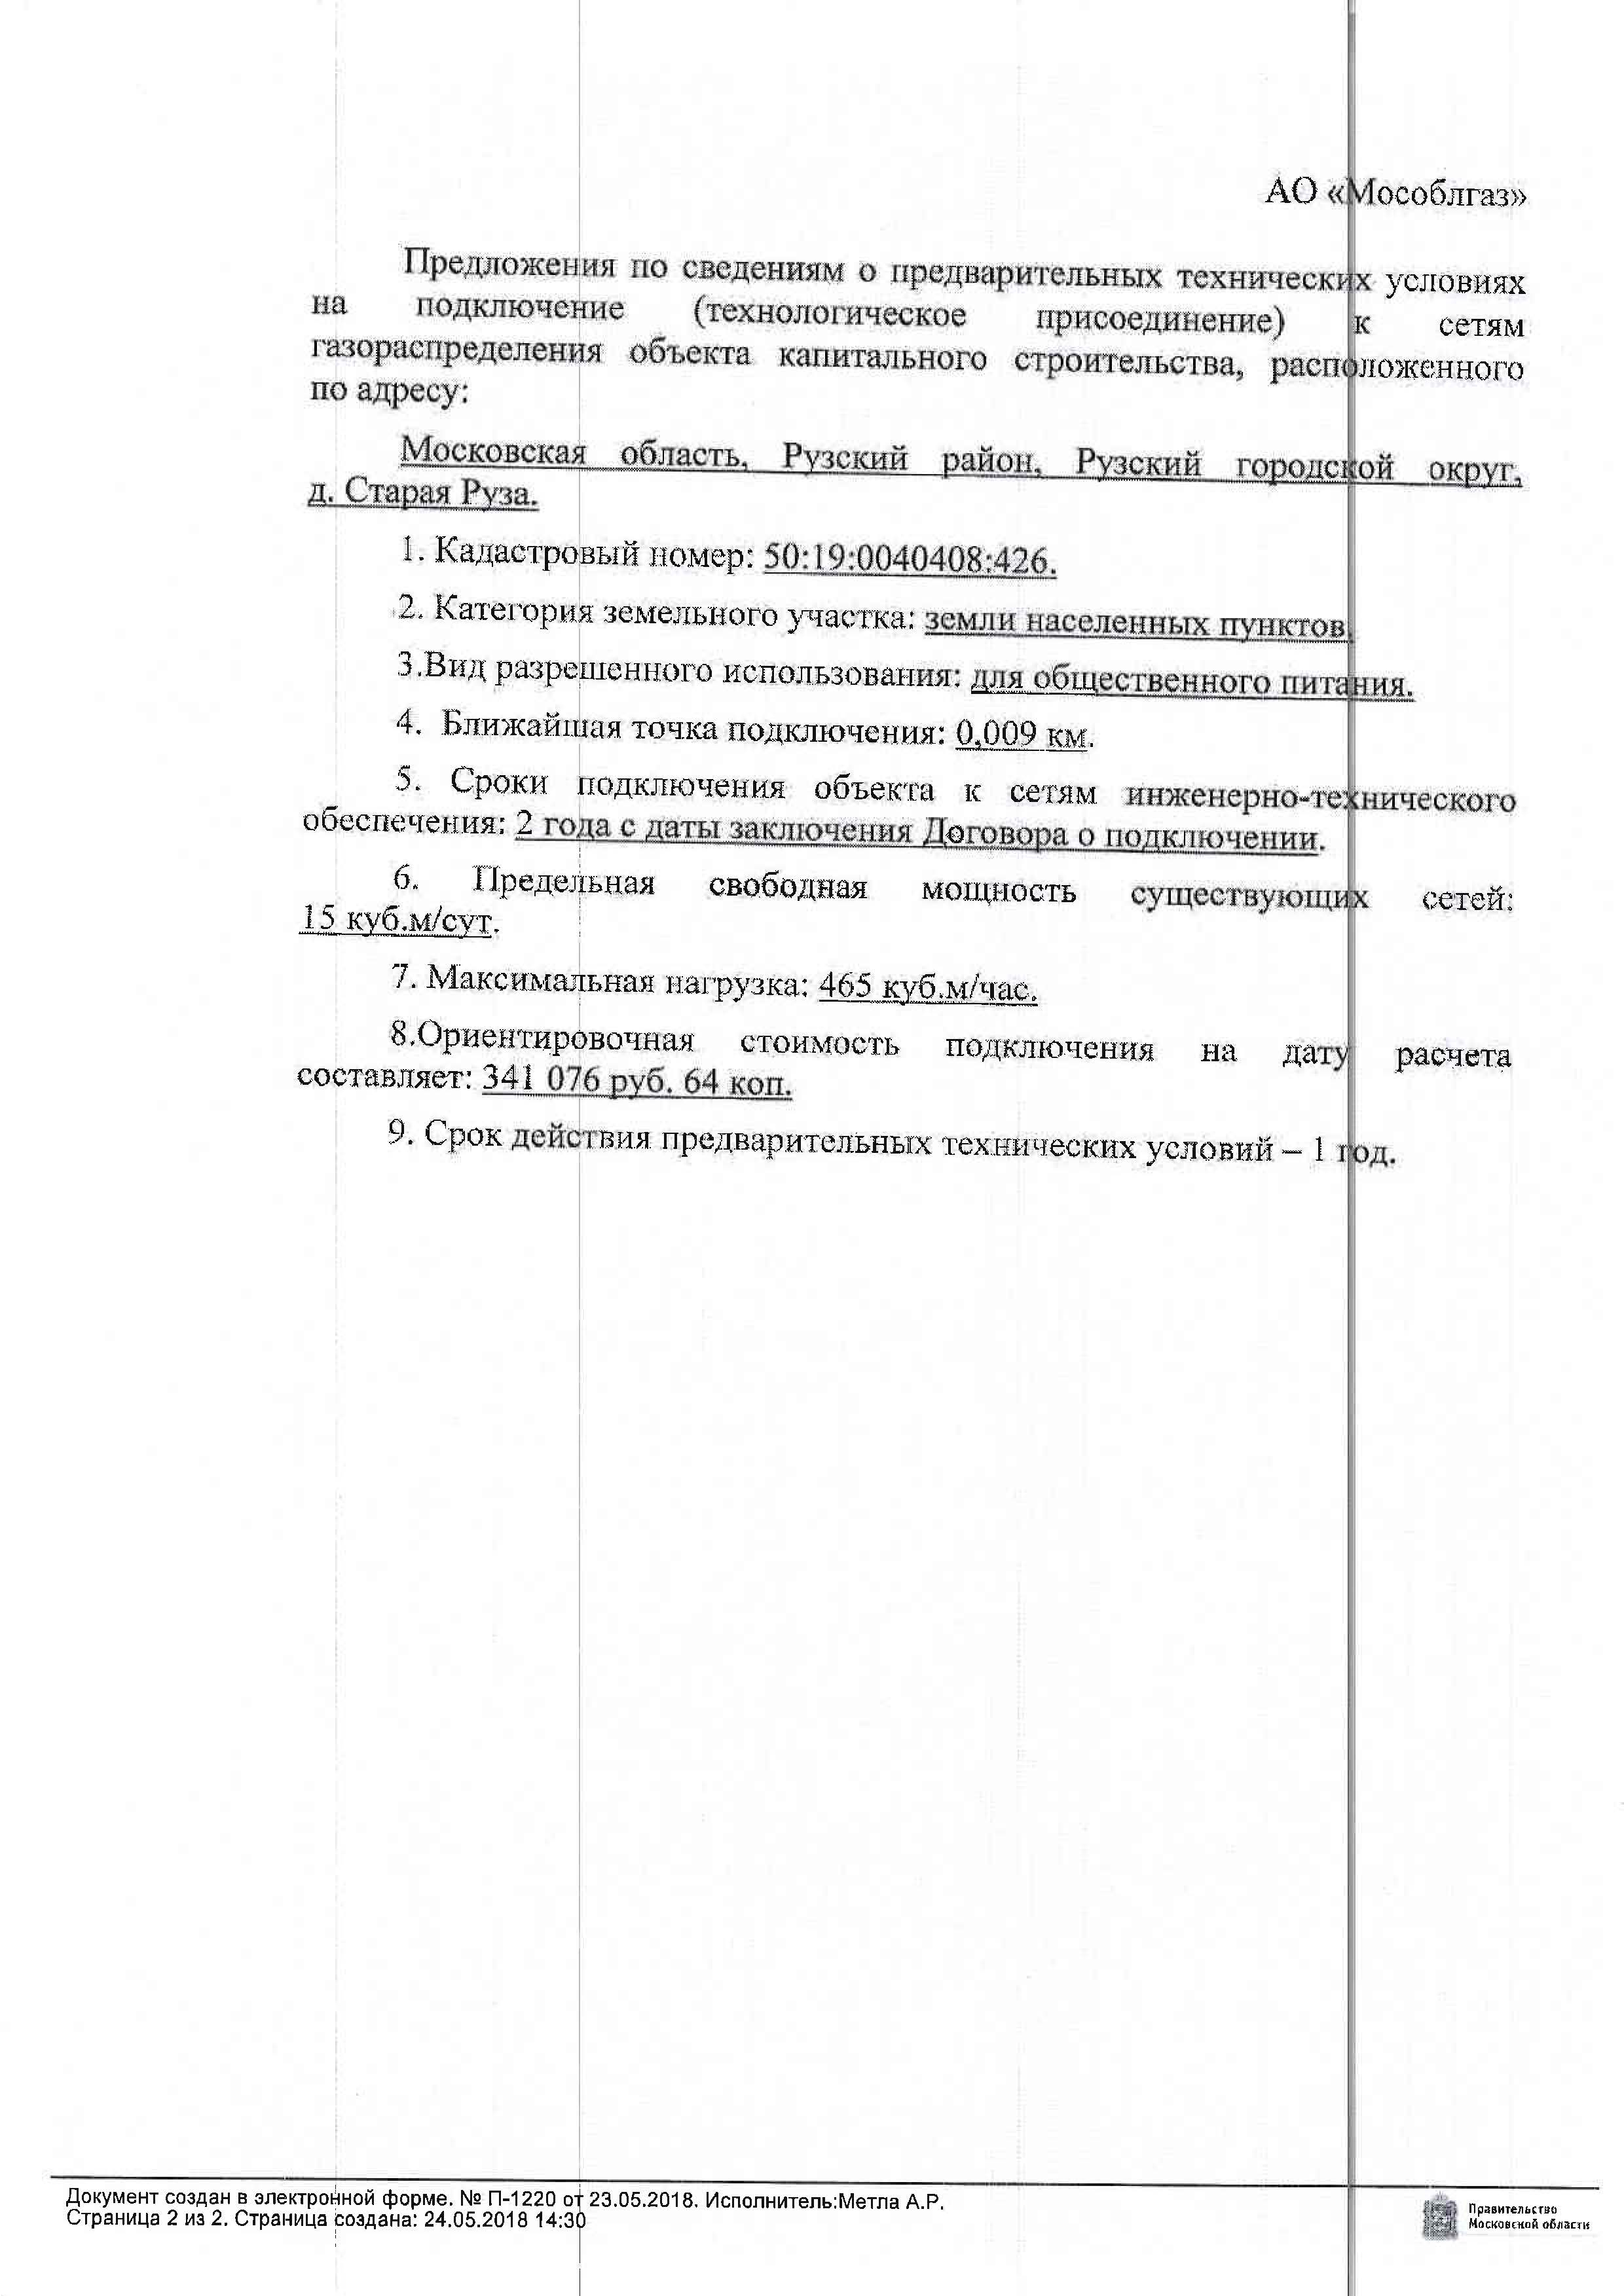 АО «Мособлгаз»
Предложения по сведениям о предварительных технических условиях
на подключение (технологическое присоединение) к сетям
газораспределения объекта капитального строительства, расположенного
по адресу:
Московская область, Рузский район, Рузский городской округ,
д. Старая Руза.
1. Кадастровый номер: 50:19:0040408:426.
2. Категория земельного участка: земли населенных пунктов.
3.Вид разрешенного использования: для общественного питания.
4. Ближайшая точка подключения: 0,009 км.
5. Сроки подключения объекта к сетям инженерно-технического
обеспечения: 2 года с даты заключения Договора о подключении.
6. Предельная свободная мощность существующих сетей:
15 куб.м/сут.
7. Максимальная нагрузка: 465 куб.м/час.
8.Ориентировочная стоимость подключения на дату расчета
составляет: 341 076 руб. 64 коп.
9. Срок действия предварительных технических условий – 1 год.
Документ создан в электронной форме. № П-1220 от 23.05.2018. Исполнитель:Метла А.Р.
Страница 2 из 2. Страница создана: 24.05.2018 14:30
Правительство
Московской области